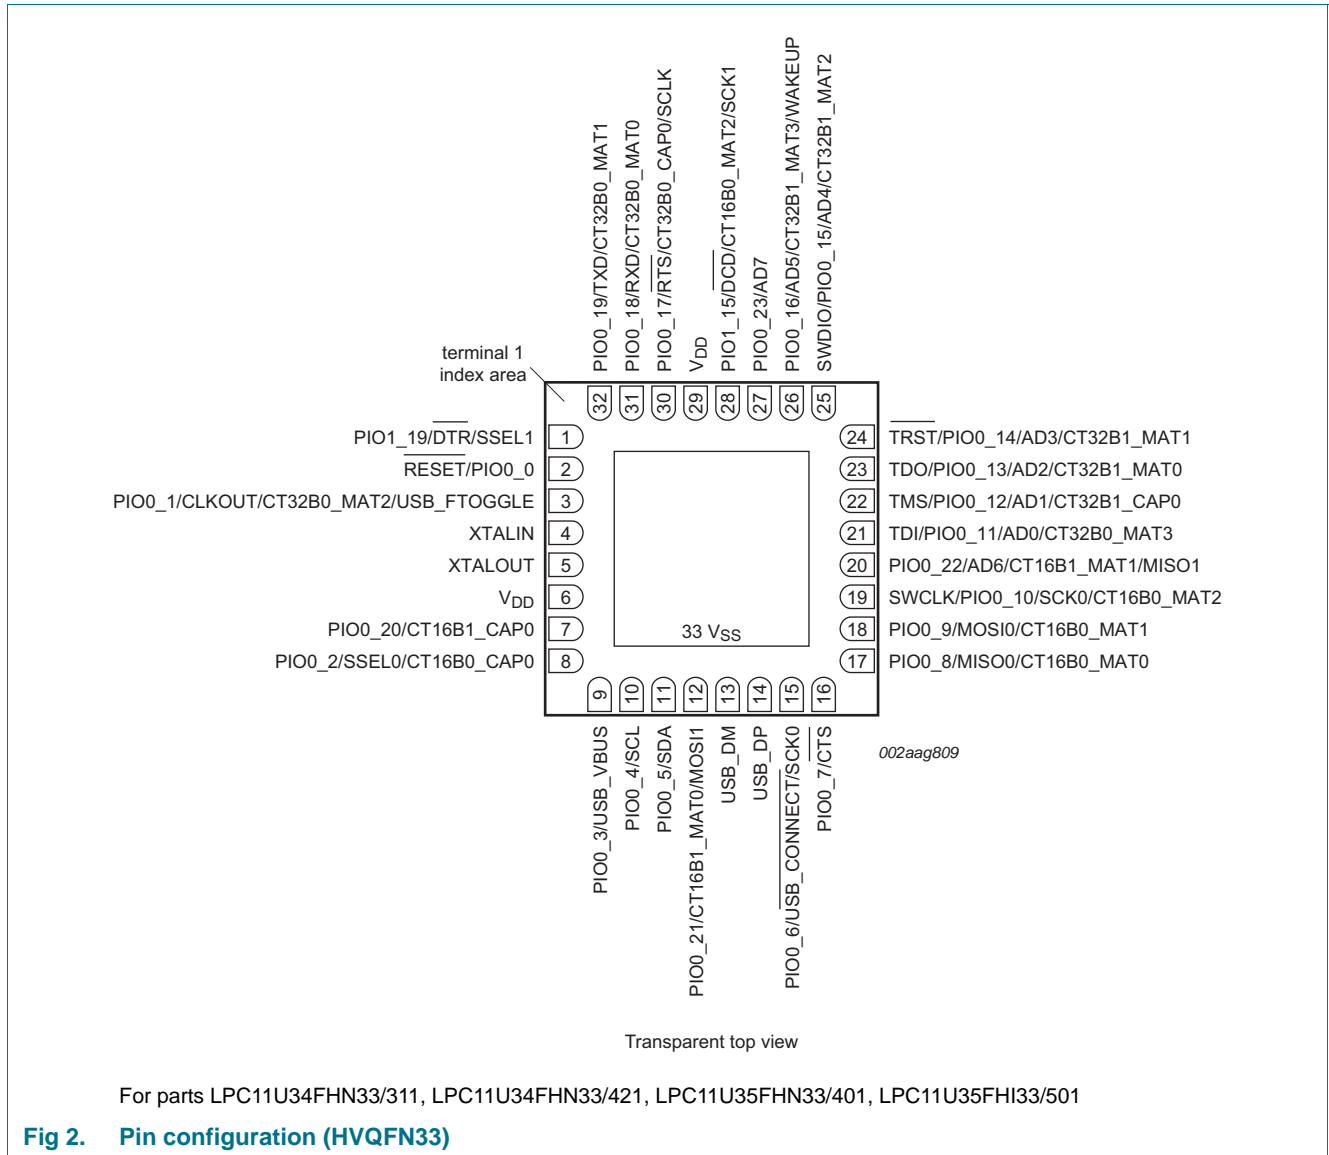 PIO0_19/TXD/CT32B0_MAT1
PIO0_18/RXD/CT32B0_MAT0
PIO0_17/RTS/CT32B0_CAP0/SCLK
VDD
PIO1_15/DCD/CT16B0_MAT2/SCK1
PIO0_23/AD7
PIO0_16/AD5/CT32B1_MAT3/WAKEUP
SWDIO/PIO0_15/AD4/CT32B1_MAT2
terminal 1
index area
32 31 30 29 28 27 26 25
PIO1_19/DTR/SSEL1 1
RESET/PIO0_0 2
PIO0_1/CLKOUT/CT32B0_MAT2/USB_FTOGGLE 3
XTALIN 4
XTALOUT 5
VDD 6
PIO0_20/CT16B1_CAP0 7
PIO0_2/SSEL0/CT16B0_CAP0 8
24 TRST/PIO0_14/AD3/CT32B1_MAT1
23 TDO/PIO0_13/AD2/CT32B1_MAT0
22 TMS/PIO0_12/AD1/CT32B1_CAP0
21 TDI/PIO0_11/AD0/CT32B0_MAT3
20 PIO0_22/AD6/CT16B1_MAT1/MISO1
19 SWCLK/PIO0_10/SCK0/CT16B0_MAT2
18 PIO0_9/MOSI0/CT16B0_MAT1
17 PIO0_8/MISO0/CT16B0_MAT0
33 VSS
9 10 11 12 13 14 15 16
PIO0_3/USB_VBUS
PIO0_4/SCL
PIO0_5/SDA
PIO0_21/CT16B1_MAT0/MOSI1
USB_DM
USB_DP
PIO0_6/USB_CONNECT/SCK0
PIO0_7/CTS
002aag809
Transparent top view
For parts LPC11U34FHN33/311, LPC11U34FHN33/421, LPC11U35FHN33/401, LPC11U35FHI33/501
Fig 2. Pin configuration (HVQFN33)